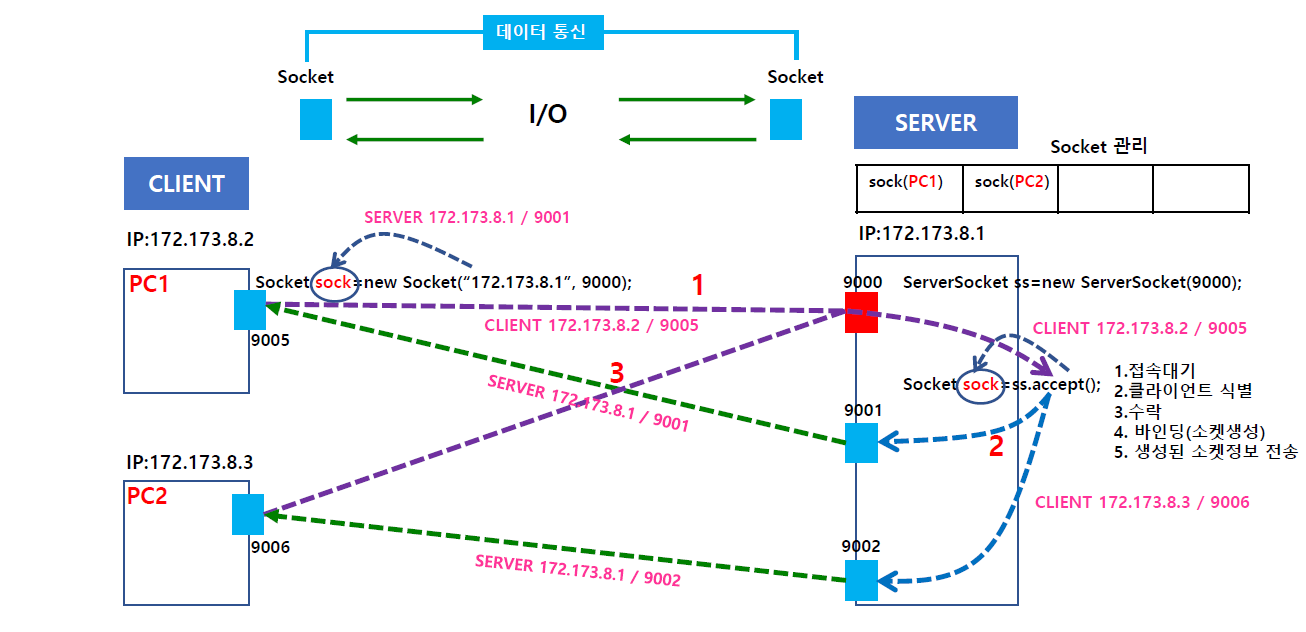 데이터 통신
Socket
Socket
I/O
SERVER
Socket 관리
CLIENT
sock(PC1)
sock(PC2)
SERVER 172.173.8.1 / 9001
IP:172.173.8.2
IP:172.173.8.1
PC1
Socket sock=new Socket(“172.173.8.1”, 9000);
1
9000
ServerSocket ss=new ServerSocket(9000);
CLIENT 172.173.8.2 / 9005
CLIENT 172.173.8.2 / 9005
9005
3
SERVER 172.173.8.1 / 9001
Socket sock=ss.accept();
1.접속대기
2.클라이언트 식별
3.수락
4. 바인딩(소켓생성)
5. 생성된 소켓정보 전송
9001
2
IP:172.173.8.3
PC2
CLIENT 172.173.8.3 / 9006
9006
9002
SERVER 172.173.8.1 / 9002